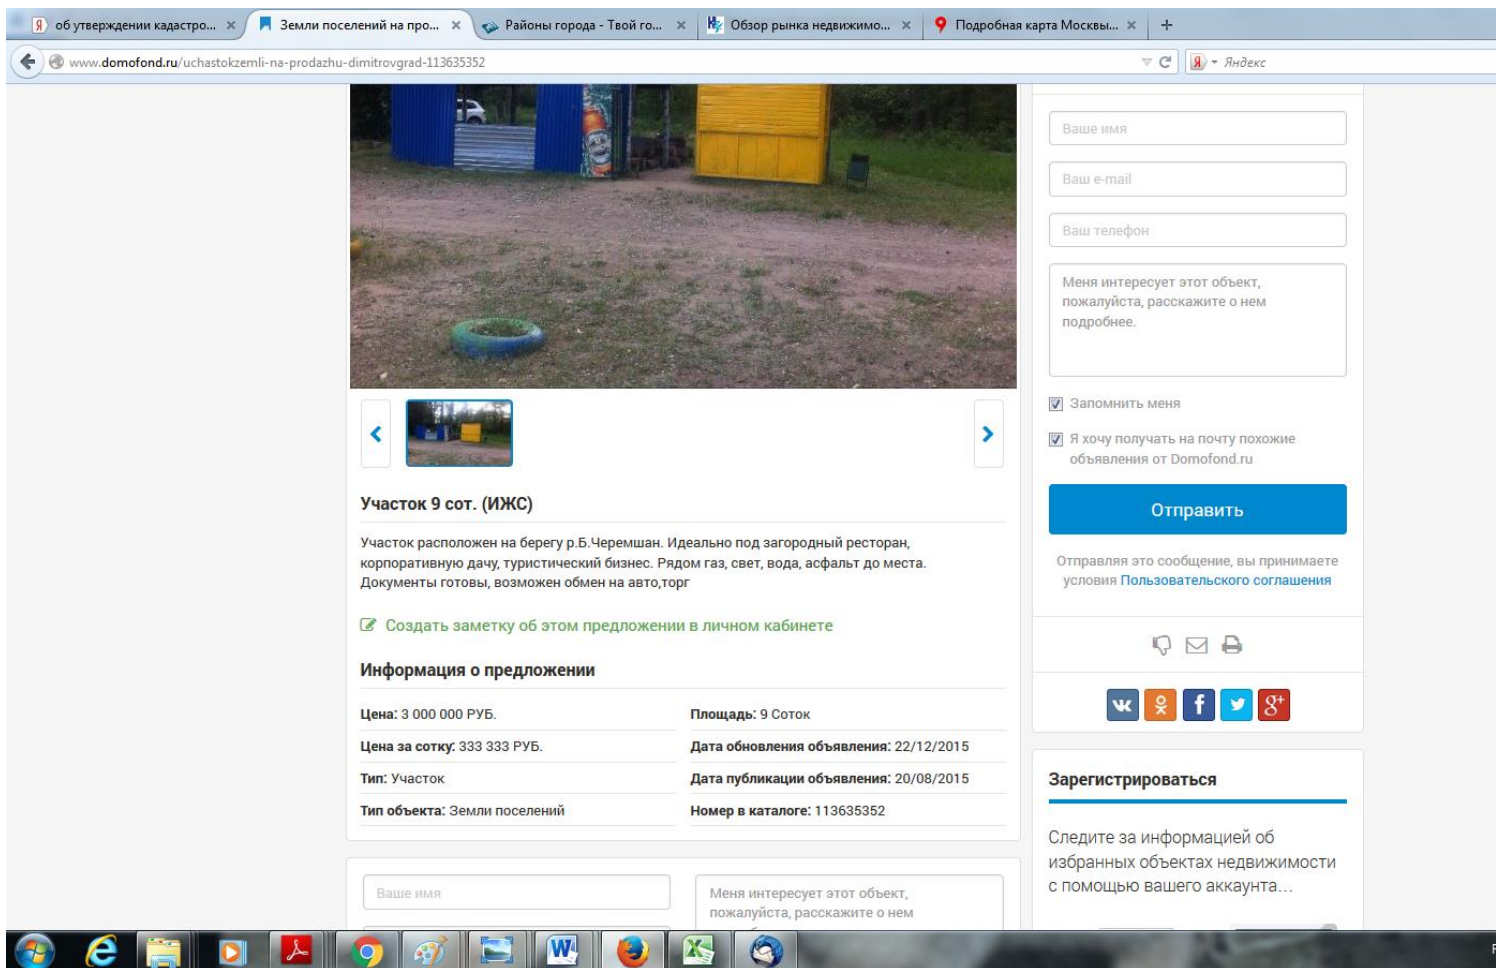 об утверждении кадастро...
Земли поселений на про...
Районы города - Твой го...
Обзор рынка недвижимо...
Подробная карта Москвы...
www.domofond.ru/uchastokzemli-na-prodazhu-dimitrovgrad-113635352
Яндекс
Ваше имя
Ваш e-mail
Ваш телефон
Меня интересует этот объект,
пожалуйста, расскажите о нем
подробнее.
Запомнить меня
Я хочу получать на почту похожие
объявления от Domofond.ru
Отправить
Отправляя это сообщение, вы принимаете
условия Пользовательского соглашения
Участок 9 сот. (ИЖС)
Участок расположен на берегу р.Б.Черемшан. Идеально под загородный ресторан,
корпоративную дачу, туристический бизнес. Рядом газ, свет, вода, асфальт до места.
Документы готовы, возможен обмен на авто,торг
Создать заметку об этом предложении в личном кабинете
Информация о предложении
Цена: 3 000 000 РУБ.
Площадь: 9 Соток
Цена за сотку: 333 333 РУБ.
Дата обновления объявления: 22/12/2015
Тип: Участок
Дата публикации объявления: 20/08/2015
Тип объекта: Земли поселений
Номер в каталоге: 113635352
Зарегистрироваться
Следите за информацией об
избранных объектах недвижимости
с помощью вашего аккаунта...
Ваше имя
Меня интересует этот объект,
пожалуйста, расскажите о нем